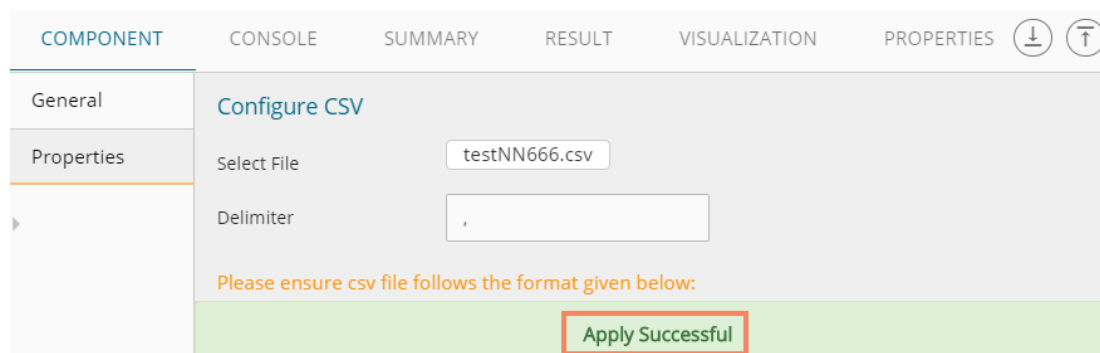 COMPONENT CONSOLE SUMMARY RESULT VISUALIZATION PROPERTIES
General
Properties
Configure CSV
Select File testNN666.csv
Delimiter ,
Please ensure csv file follows the format given below:
Apply Successful